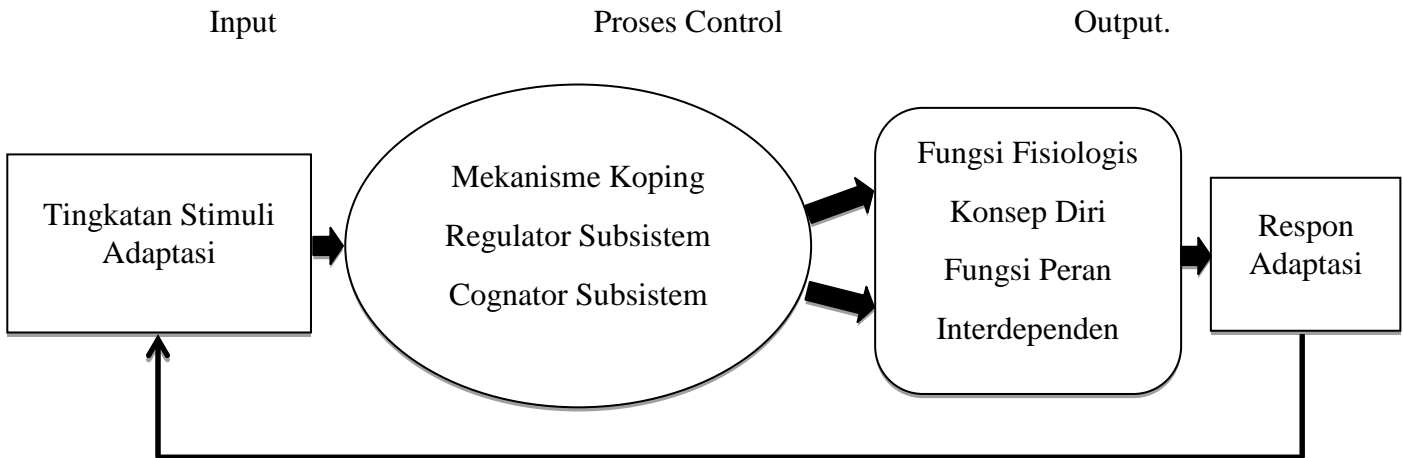 Input Proses Control Output.
Tingkatan Stimuli
Adaptasi
Mekanisme Koping
Regulator Subsistem
Cognator Subsistem
Fungsi Fisiologis
Konsep Diri
Fungsi Peran
Interdependen
Respon
Adaptasi